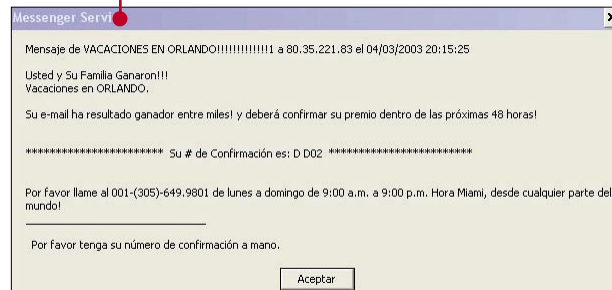 Messenger Servi
Mensaje de VACACIONES EN ORLANDO!!!!!!!!!!!!!1 a 80.35.221.83 el 04/03/2003 20:15:25
Usted y Su Familia Ganaron!!!
Vacaciones en ORLANDO.
Su e-mail ha resultado ganador entre miles! y deberá confirmar su premio dentro de las próximas 48 horas!
*********************** Su # de Confirmación es: D D02 ************************
Por favor llame al 001-(305)-649.9801 de lunes a domingo de 9:00 a.m. a 9:00 p.m. Hora Miami, desde cualquier parte del
mundo!
Por favor tenga su número de confirmación a mano.
Aceptar